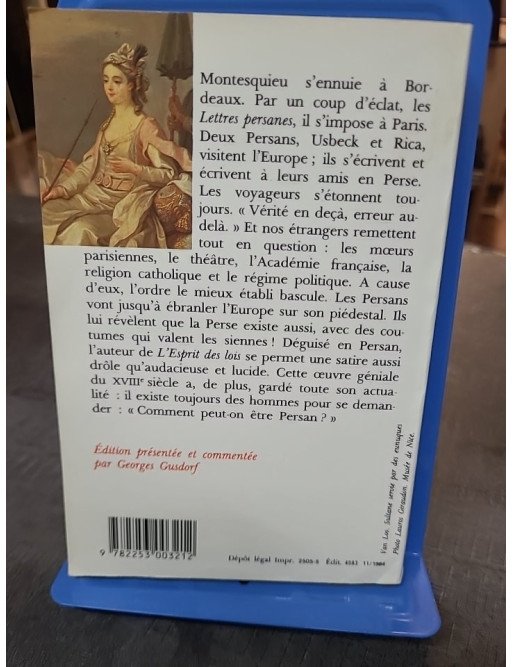 Montesquieu s'ennuie à Bor-
deaux. Par un coup d'éclat, les
Lettres persanes, il s'impose à Paris.
Deux Persans, Usbeck et Rica,
visitent l'Europe ; ils s'écrivent et
écrivent à leurs amis en Perse.
Les voyageurs s'étonnent tou-
jours. « Vérité en deçà, erreur au-
delà. » Et nos étrangers remettent
tout en question : les mœurs
parisiennes, le théâtre, l'Académie française, la
religion catholique et le régime politique. A cause
d'eux, l'ordre le mieux établi bascule. Les Persans
vont jusqu'à ébranler l'Europe sur son piédestal. Ils
lui révèlent que la Perse existe aussi, avec des cou-
tumes qui valent les siennes ! Déguisé en Persan,
l'auteur de L'Esprit des lois se permet une satire aussi
drôle qu'audacieuse et lucide. Cette œuvre géniale
du XVIIIe siècle a, de plus, gardé toute son actua-
lité : il existe toujours des hommes pour se deman-
der : « Comment peut-on être Persan ? »
Édition présentée et commentée
par Georges Gusdorf
Van Loo. Sultane servie par des eunuques
Photo Lauros Giraudon. Musée de Nice.
9 782253 003212
Dépôt légal Impr. 2505-5 Édit. 4583 11/1984